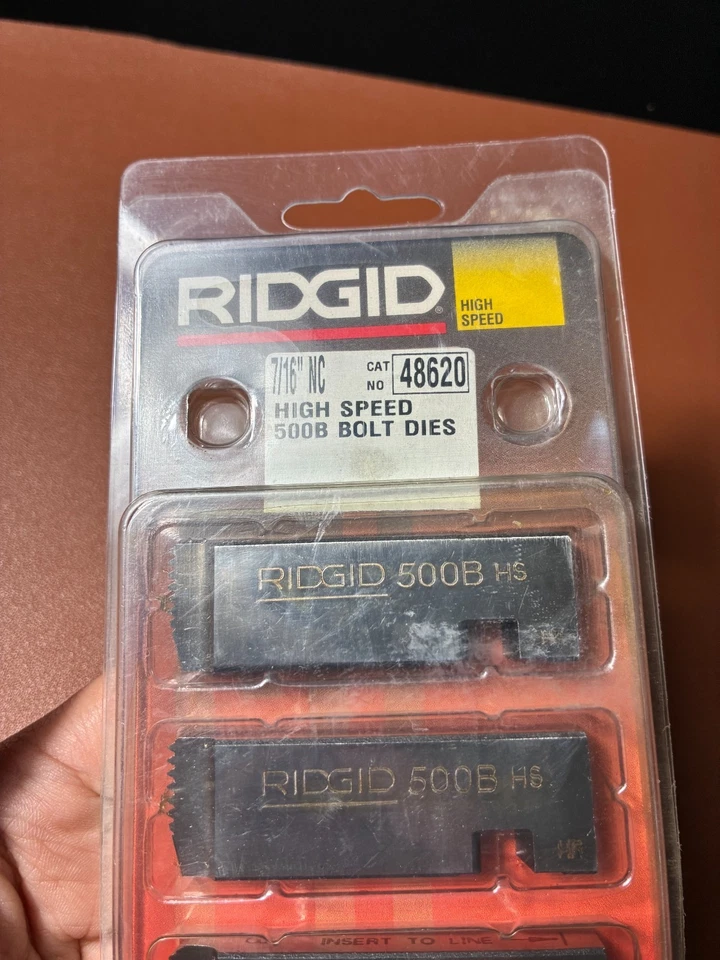 RIDGID®
HIGH
SPEED
7/16" NC
CAT
NO
48620
HIGH SPEED
500B BOLT DIES
RIDGID 500B HS
RIDGID 500B HS
HR
INSERT TO LINE